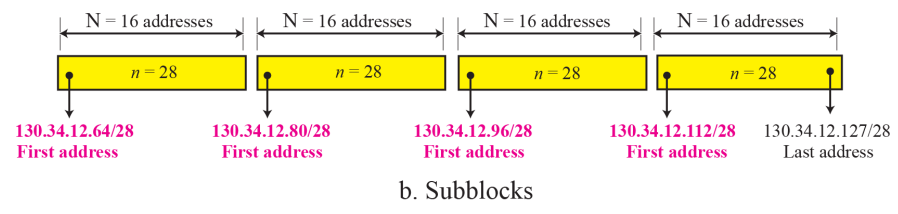 N = 16 addresses N = 16 addresses N = 16 addresses N = 16 addresses
n = 28 n = 28 n = 28 n = 28
130.34.12.64/28 130.34.12.80/28 130.34.12.96/28 130.34.12.112/28 130.34.12.127/28
First address First address First address First address Last address
b. Subblocks